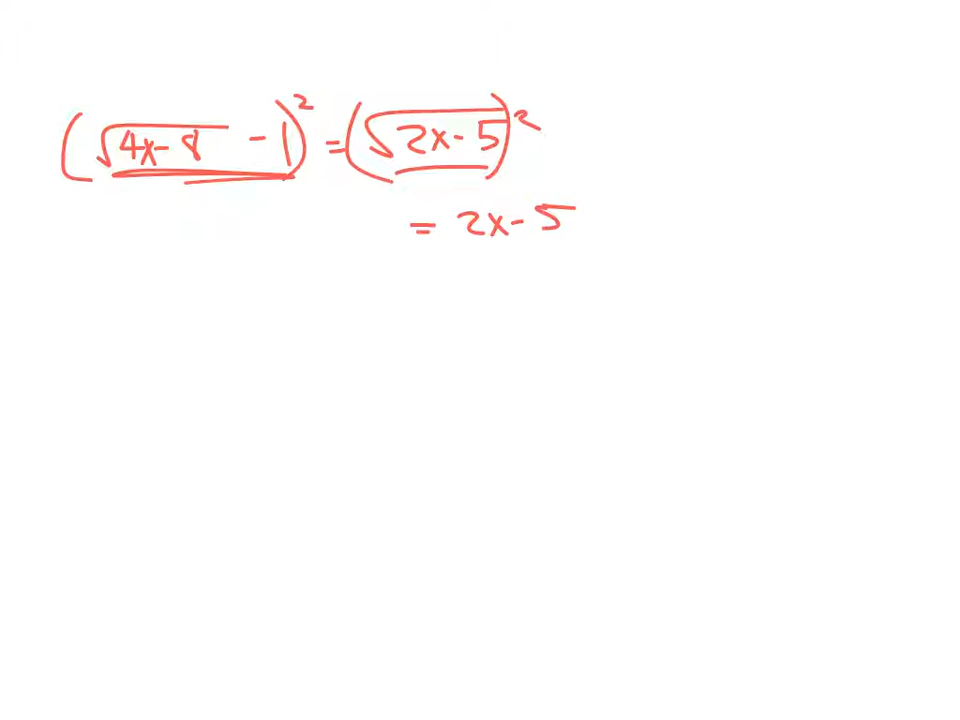 (√4x-8 - 1)² = (√2x-5)²
= 2x-5